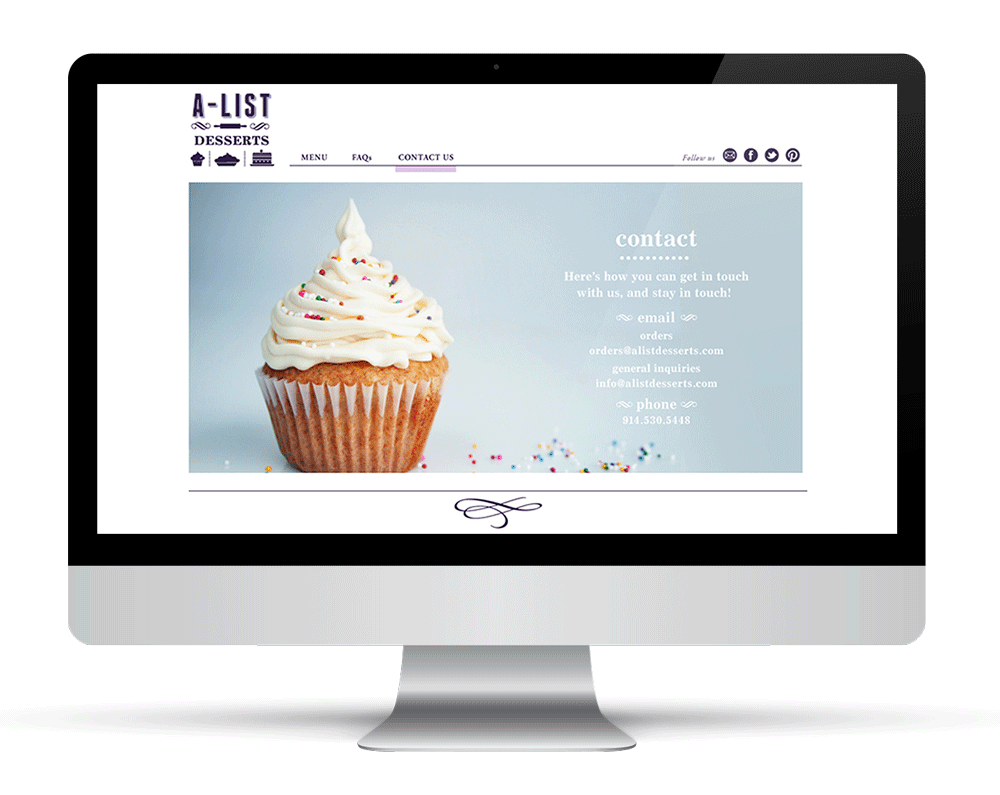 A-LIST
DESSERTS
MENU FAQs CONTACT US
Follow us
contact
Here's how you can get in touch
with us, and stay in touch!
email
orders
orders@alistdesserts.com
general inquiries
info@alistdesserts.com
phone
914.530.5448